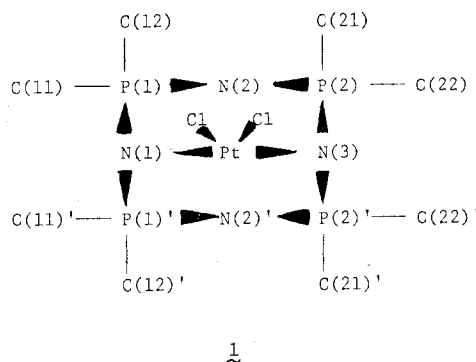 C(12) C(21)
C(11) P(1) N(2) P(2) C(22)
Cl Cl
N(1) Pt N(3)
C(11)' P(1)' N(2)' P(2)' C(22)'
C(12)' C(21)'
1